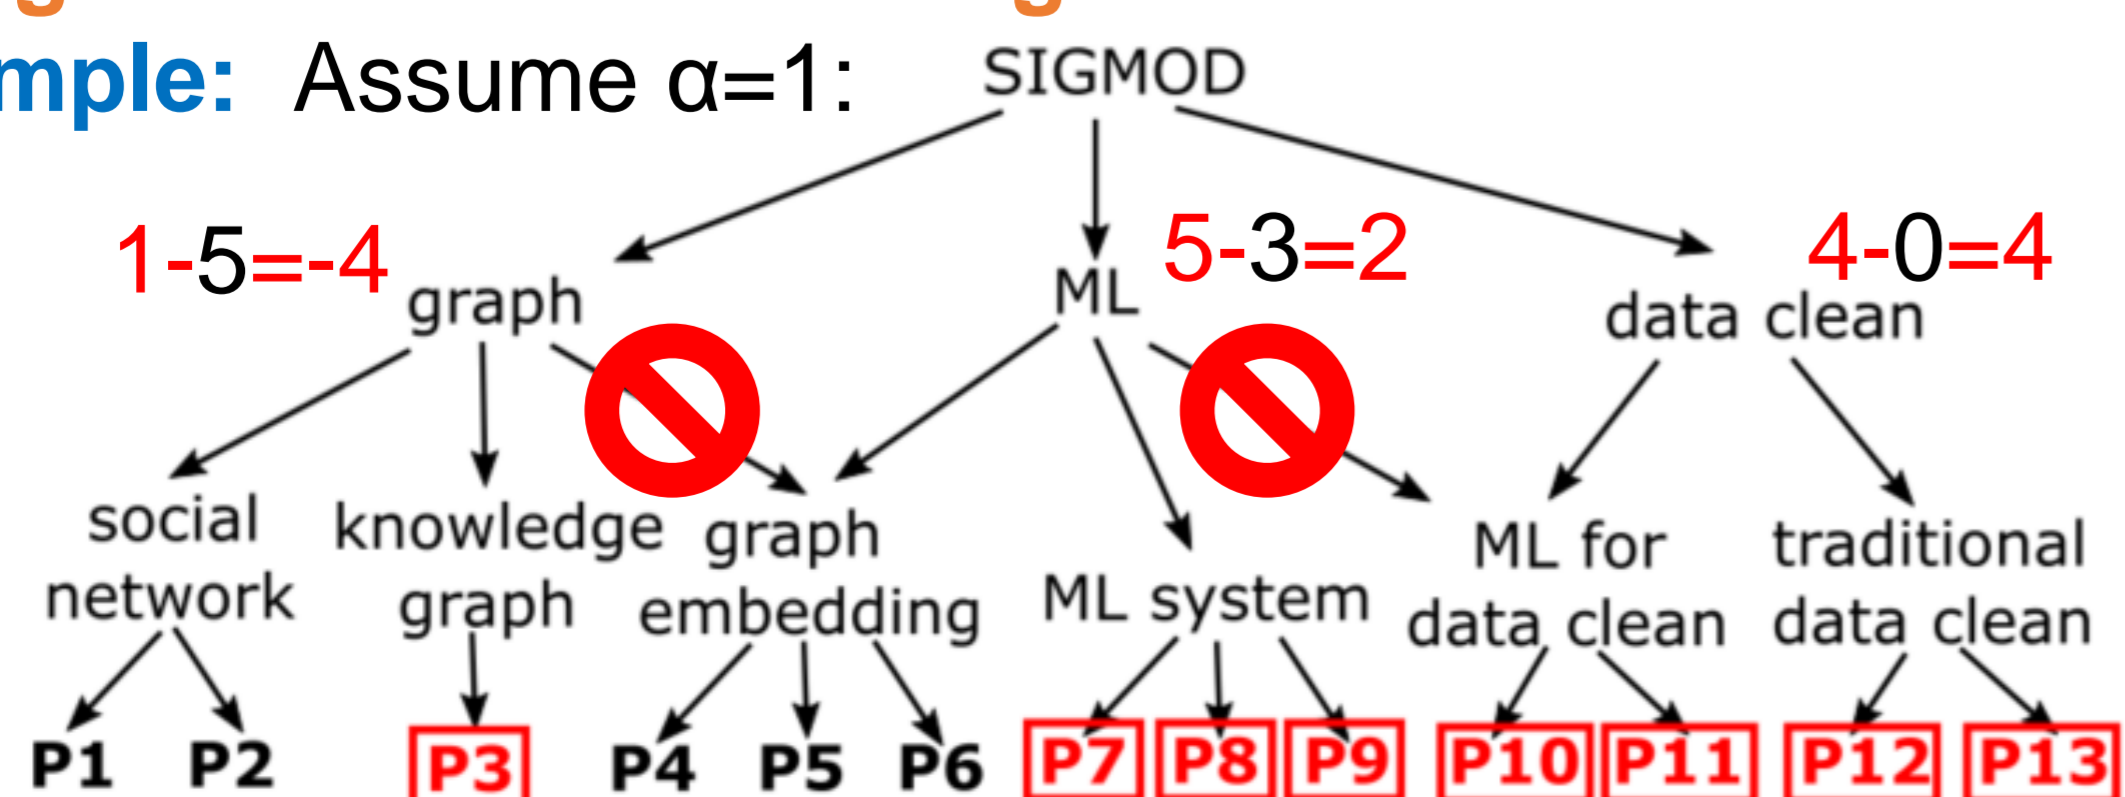 mple: Assume α=1:
SIGMOD
1-5=-4
5-3=2
4-0=4
graph
ML
data clean
social
network
knowledge
graph
graph
embedding
ML system
ML for
data clean
traditional
data clean
P1 P2 P3 P4 P5 P6 P7 P8 P9 P10 P11 P12 P13